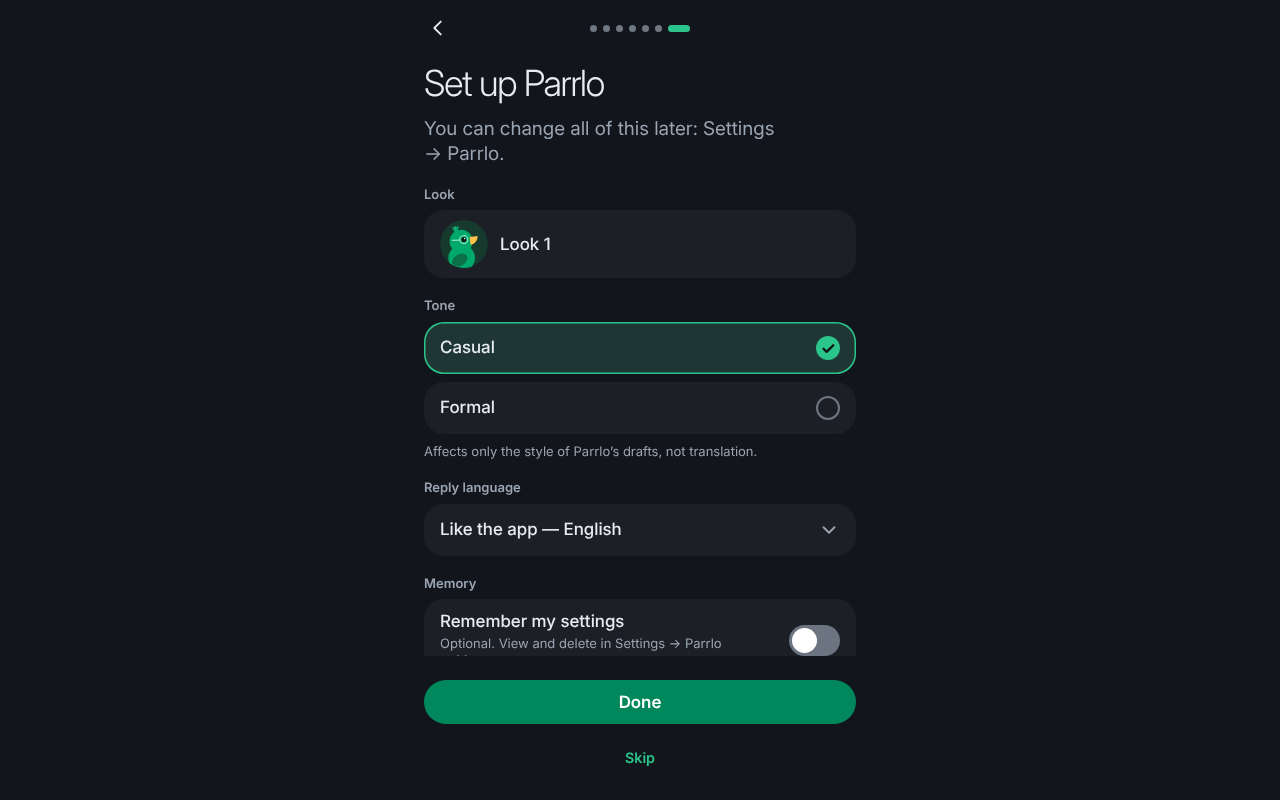 Set up Parrlo
You can change all of this later: Settings
→ Parrlo.
Look
Look 1
Tone
Casual
Formal
Affects only the style of Parrlo’s drafts, not translation.
Reply language
Like the app — English
Memory
Remember my settings
Optional. View and delete in Settings → Parrlo
Done
Skip